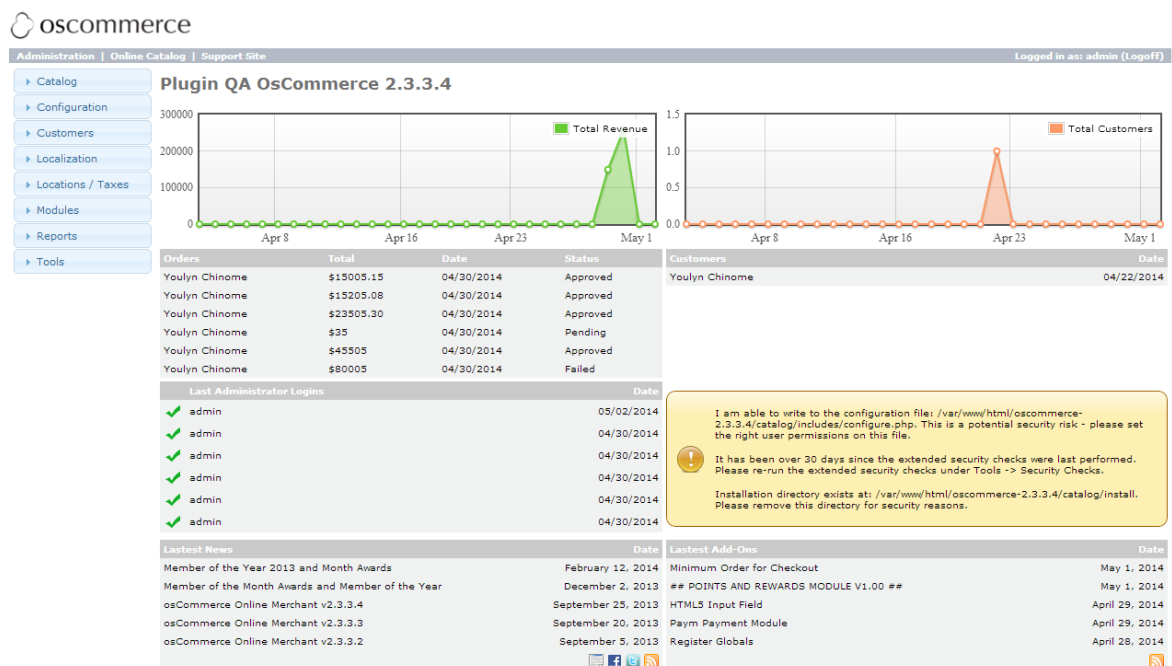 oscommerce
Administration | Online Catalog | Support Site
Logged in as: admin (Logoff)
Catalog
Configuration
Customers
Localization
Locations / Taxes
Modules
Reports
Tools
Plugin QA OsCommerce 2.3.3.4
300000
200000
100000
0
Total Revenue
Apr 8 Apr 16 Apr 23 May 1
1.5
1.0
0.5
0.0
Total Customers
Apr 8 Apr 16 Apr 23 May 1
Orders Total Date Status
Youlyn Chinome $15005.15 04/30/2014 Approved
Youlyn Chinome $15205.08 04/30/2014 Approved
Youlyn Chinome $23505.30 04/30/2014 Approved
Youlyn Chinome $35 04/30/2014 Pending
Youlyn Chinome $45505 04/30/2014 Approved
Youlyn Chinome $80005 04/30/2014 Failed
Customers Date
Youlyn Chinome 04/22/2014
Last Administrator Logins Date
admin 05/02/2014
admin 04/30/2014
admin 04/30/2014
admin 04/30/2014
admin 04/30/2014
admin 04/30/2014
I am able to write to the configuration file: /var/www/html/oscommerce-
2.3.3.4/catalog/includes/configure.php. This is a potential security risk - please set
the right user permissions on this file.
It has been over 30 days since the extended security checks were last performed.
Please re-run the extended security checks under Tools -> Security Checks.
Installation directory exists at: /var/www/html/oscommerce-2.3.3.4/catalog/install.
Please remove this directory for security reasons.
Lastest News Date
Member of the Year 2013 and Month Awards February 12, 2014
Member of the Month Awards and Member of the Year December 2, 2013
osCommerce Online Merchant v2.3.3.4 September 25, 2013
osCommerce Online Merchant v2.3.3.3 September 20, 2013
osCommerce Online Merchant v2.3.3.2 September 5, 2013
Lastest Add-Ons Date
Minimum Order for Checkout May 1, 2014
## POINTS AND REWARDS MODULE V1.00 ## May 1, 2014
HTML5 Input Field April 29, 2014
Paym Payment Module April 29, 2014
Register Globals April 28, 2014